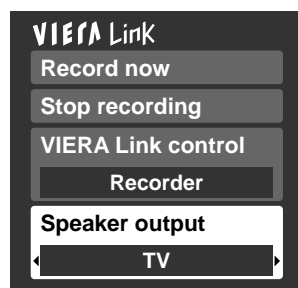 VIERA Link
Record now
Stop recording
VIERA Link control
Recorder
Speaker output
TV